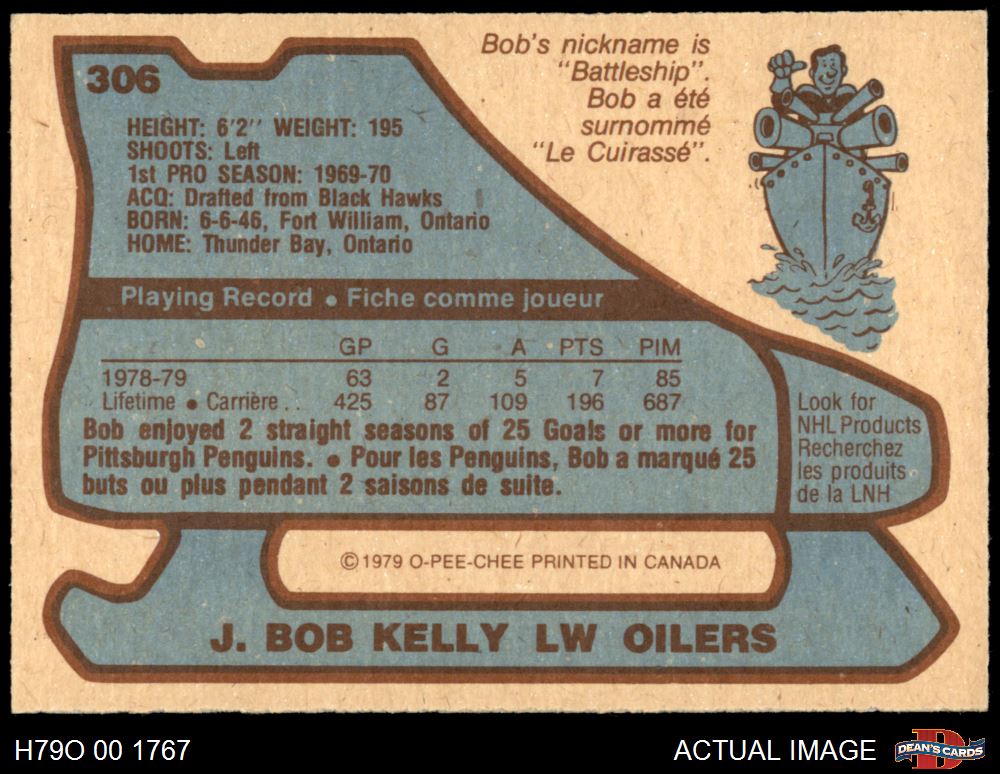 306
Bob's nickname is
"Battleship".
Bob a été
surnommé
"Le Cuirassé".
HEIGHT: 6'2'' WEIGHT: 195
SHOOTS: Left
1st PRO SEASON: 1969-70
ACQ: Drafted from Black Hawks
BORN: 6-6-46, Fort William, Ontario
HOME: Thunder Bay, Ontario
Playing Record • Fiche comme joueur
GP G A PTS PIM
1978-79 63 2 5 7 85
Lifetime • Carrière . . 425 87 109 196 687
Bob enjoyed 2 straight seasons of 25 Goals or more for
Pittsburgh Penguins. • Pour les Penguins, Bob a marqué 25
buts ou plus pendant 2 saisons de suite.
Look for
NHL Products
Recherchez
les produits
de la LNH
© 1979 O-PEE-CHEE PRINTED IN CANADA
J. BOB KELLY LW OILERS
H79O 00 1767
ACTUAL IMAGE
D
DEAN'S CARDS